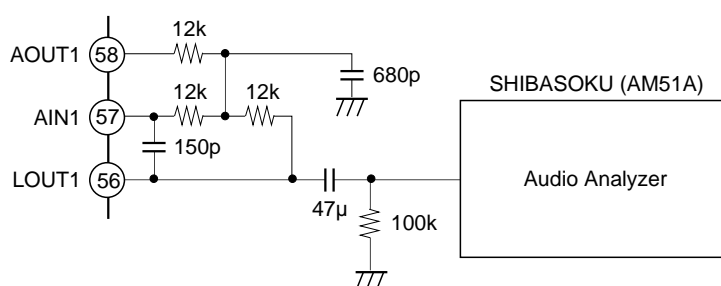 12k
AOUT1 58
680p
12k
12k
SHIBASOKU (AM51A)
AIN1 57
150p
Audio Analyzer
LOUT1 56
47μ
100k